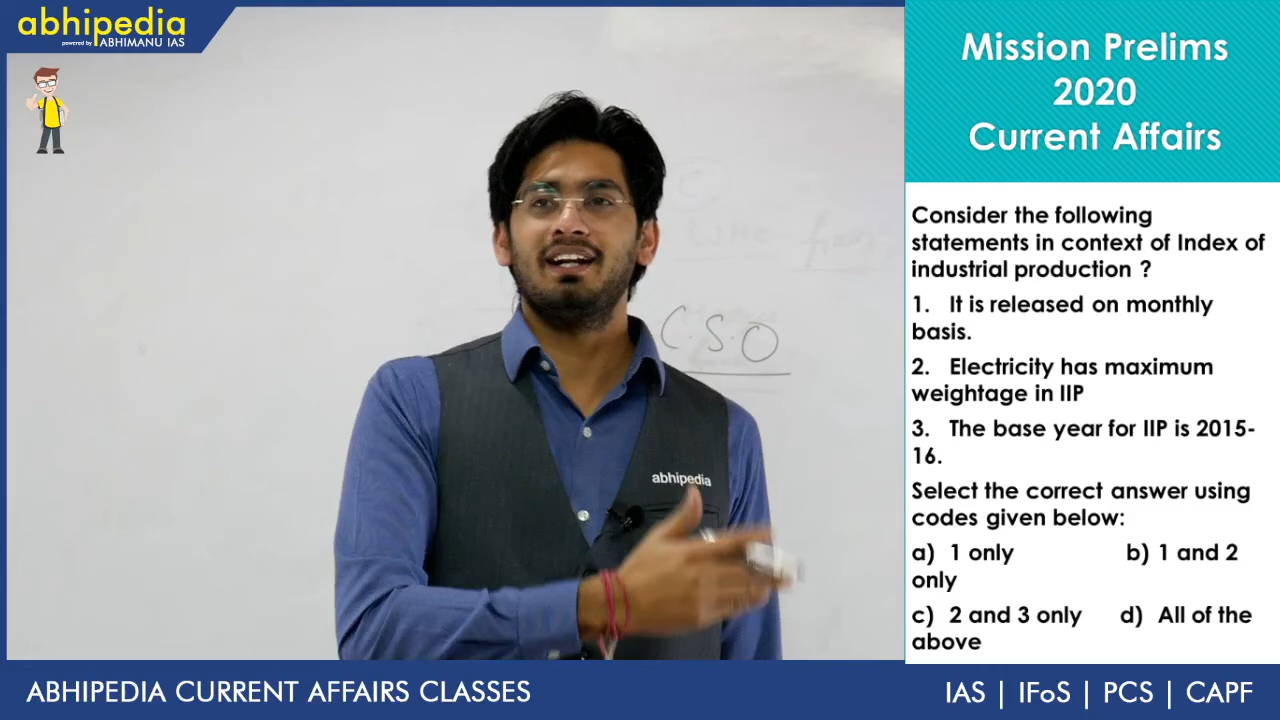 abhipedia
powered by ABHIMANU IAS
Mission Prelims
2020
Current Affairs
C.S.O
abhipedia
Consider the following
statements in context of Index of
industrial production ?
1. It is released on monthly
basis.
2. Electricity has maximum
weightage in IIP
3. The base year for IIP is 2015-
16.
Select the correct answer using
codes given below:
a) 1 only b) 1 and 2
only
c) 2 and 3 only d) All of the
above
ABHIPEDIA CURRENT AFFAIRS CLASSES
IAS | IFoS | PCS | CAPF